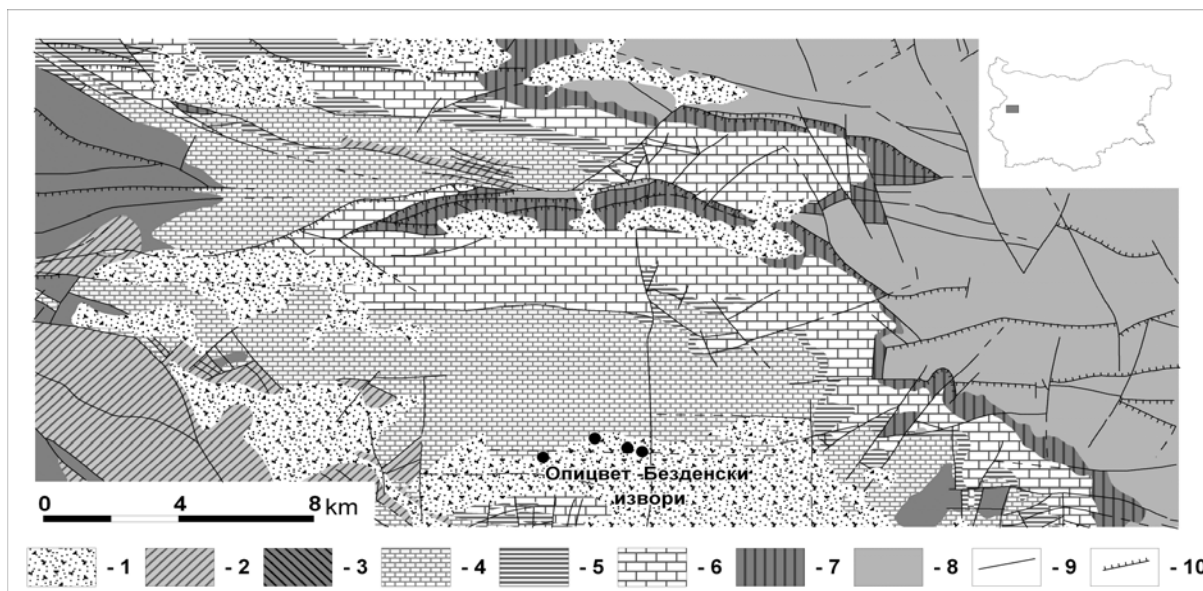 Опицвет -Безденски
извори
0 4 8 km
- 1 - 2 - 3 - 4 - 5 - 6 - 7 - 8 - 9 - 10